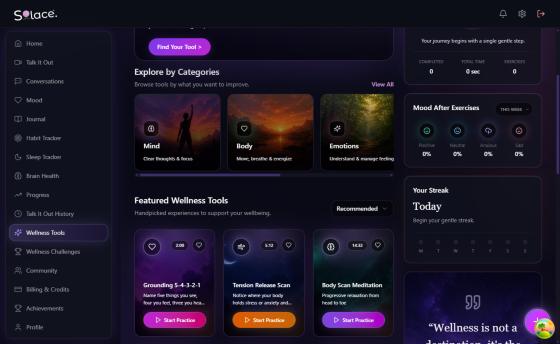 Solace.
Home
Talk It Out
Conversations
Mood
Journal
Habit Tracker
Sleep Tracker
Brain Health
Progress
Talk It Out History
Wellness Tools
Wellness Challenges
Community
Billing & Credits
Achievements
Profile
Find Your Tool >
Explore by Categories
Browse tools by what you want to improve.
View All
Mind
Clear thoughts & focus
Body
Move, breathe & energize
Emotions
Understand & manage feeling
Featured Wellness Tools
Handpicked experiences to support your wellbeing.
Recommended
2:00
Grounding 5-4-3-2-1
Name five things you see,
four you feel, three you hea...
Start Practice
5:12
Tension Release Scan
Notice where your body
holds stress or anxiety and...
Start Practice
14:33
Body Scan Meditation
Progressive relaxation from
head to toe
Start Practice
Your journey begins with a single gentle step.
COMPLETED
TOTAL TIME
EXERCISES
0
0 sec
0
Mood After Exercises
THIS WEEK
Positive
Neutral
Anxious
Sad
0%
0%
0%
0%
Your Streak
Today
Begin your gentle streak.
M T W T F S S
“Wellness is not a
destination, it's the